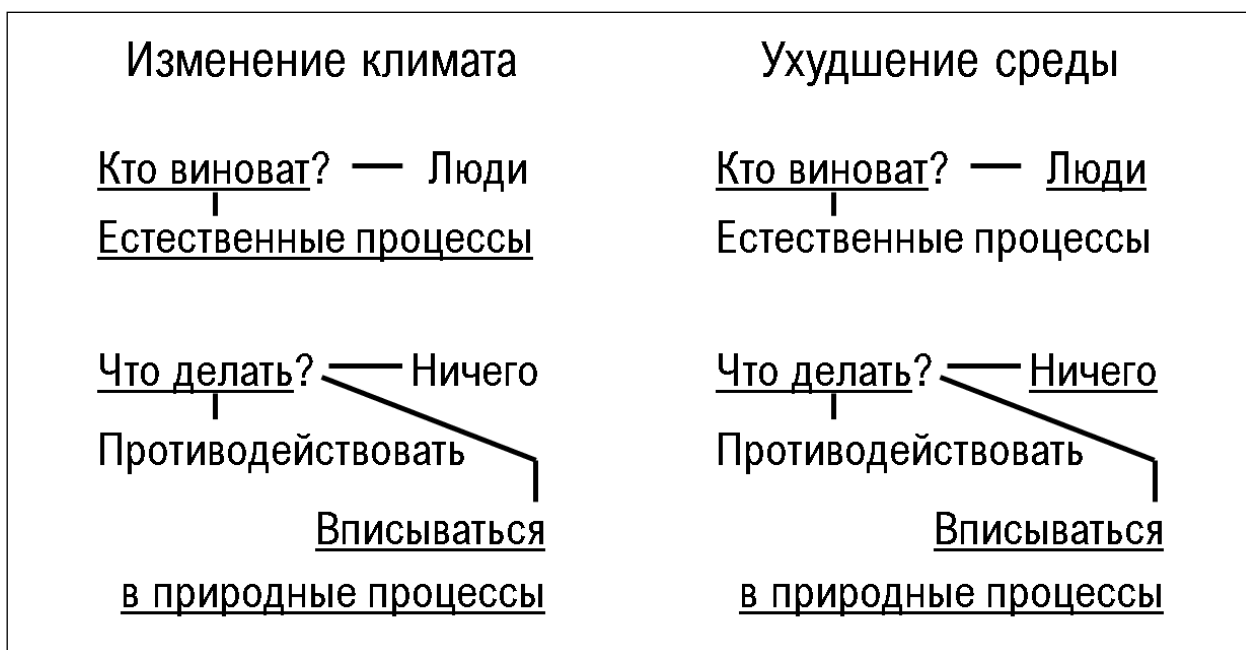 Изменение климата
Кто виноват? — Люди
Естественные процессы
Что делать? — Ничего
Противодействовать
Вписываться
в природные процессы
Ухудшение среды
Кто виноват? — Люди
Естественные процессы
Что делать? — Ничего
Противодействовать
Вписываться
в природные процессы